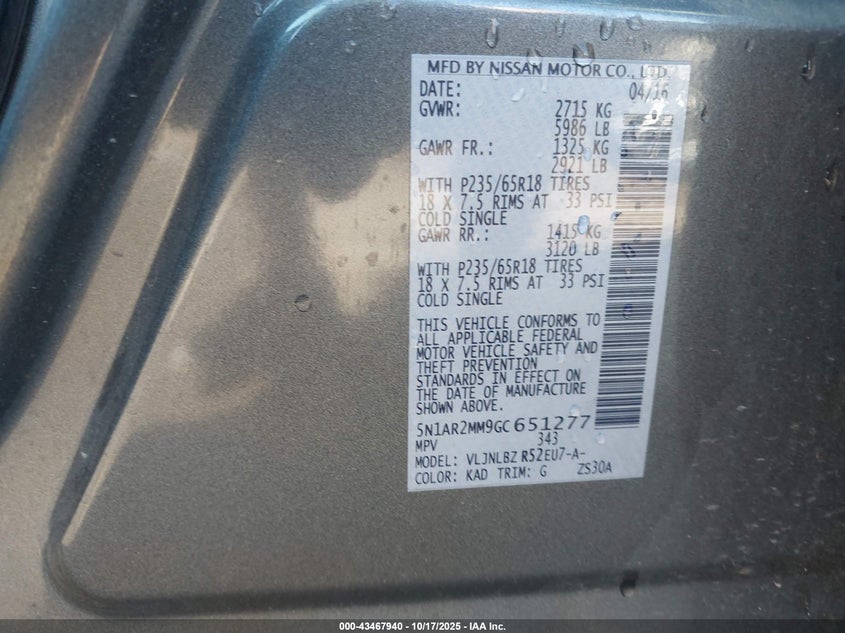 MFD BY NISSAN MOTOR CO., LTD.
DATE: 04/16
GVWR: 2715 KG
5986 LB
GAWR FR.: 1325 KG
2921 LB
WITH P235/65R18 TIRES
18 X 7.5 RIMS AT 33 PSI
COLD SINGLE
GAWR RR.: 1415 KG
3120 LB
WITH P235/65R18 TIRES
18 X 7.5 RIMS AT 33 PSI
COLD SINGLE
THIS VEHICLE CONFORMS TO
ALL APPLICABLE FEDERAL
MOTOR VEHICLE SAFETY AND
THEFT PREVENTION
STANDARDS IN EFFECT ON
THE DATE OF MANUFACTURE
SHOWN ABOVE.
5N1AR2MM9GC651277
MPV 343
MODEL: VLJNLBZ R52EU7-A-
COLOR: KAD TRIM: G ZS30A
000-43467940 | 10/17/2025 - IAA Inc.